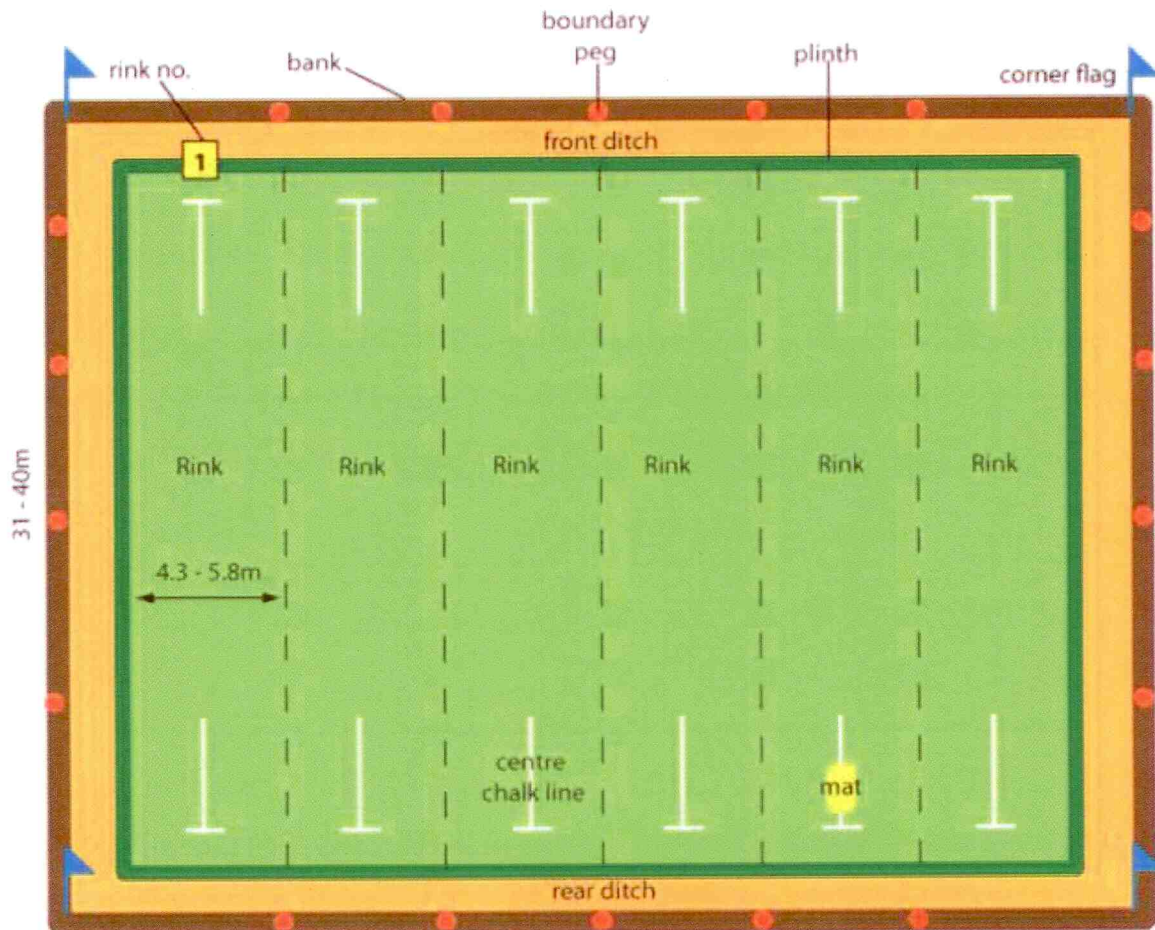 boundary
peg
rink no.
bank
plinth
corner flag
front ditch
1
Rink
Rink
Rink
Rink
Rink
Rink
31 - 40m
4.3 - 5.8m
centre
chalk line
mat
rear ditch